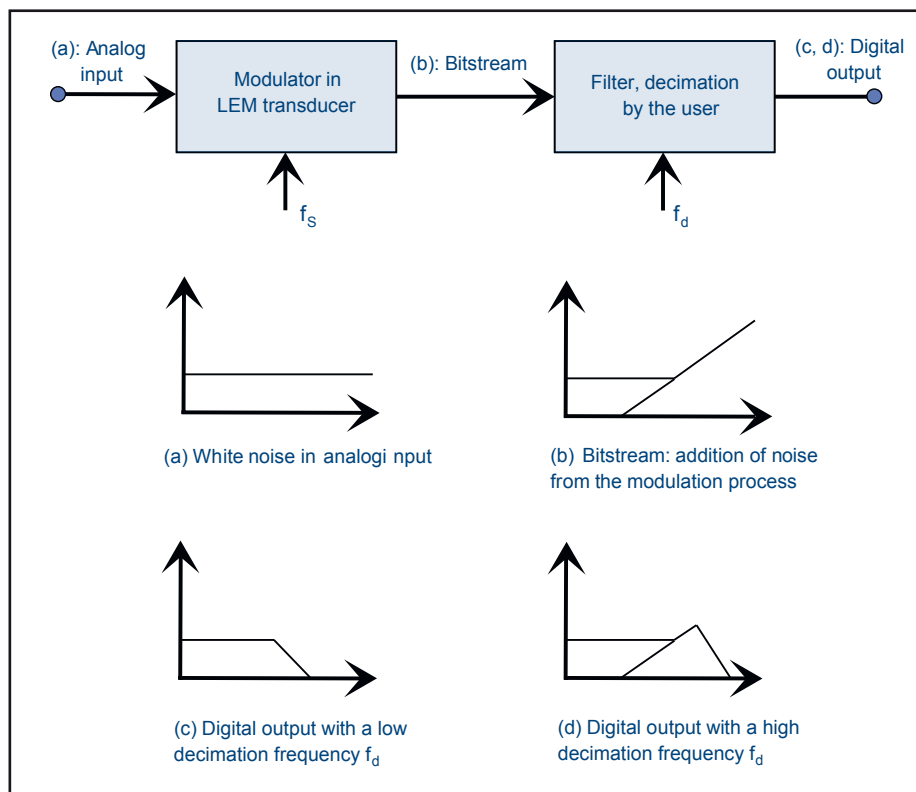 (a): Analog
input
Modulator in
LEM transducer
(b): Bitstream
Filter, decimation
by the user
(c, d): Digital
output
fS
fd
(a) White noise in analogi nput
(b) Bitstream: addition of noise
from the modulation process
(c) Digital output with a low
decimation frequency fd
(d) Digital output with a high
decimation frequency fd